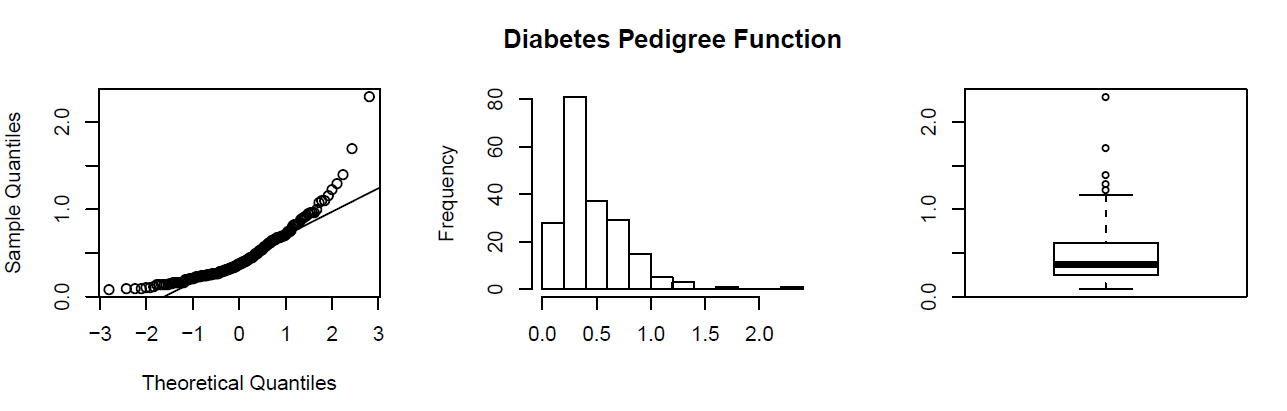 Diabetes Pedigree Function
Sample Quantiles
0.0
1.0
2.0
−3 −2 −1 0 1 2 3
Theoretical Quantiles
Frequency
0
20
40
60
80
0.0 0.5 1.0 1.5 2.0
0.0
1.0
2.0